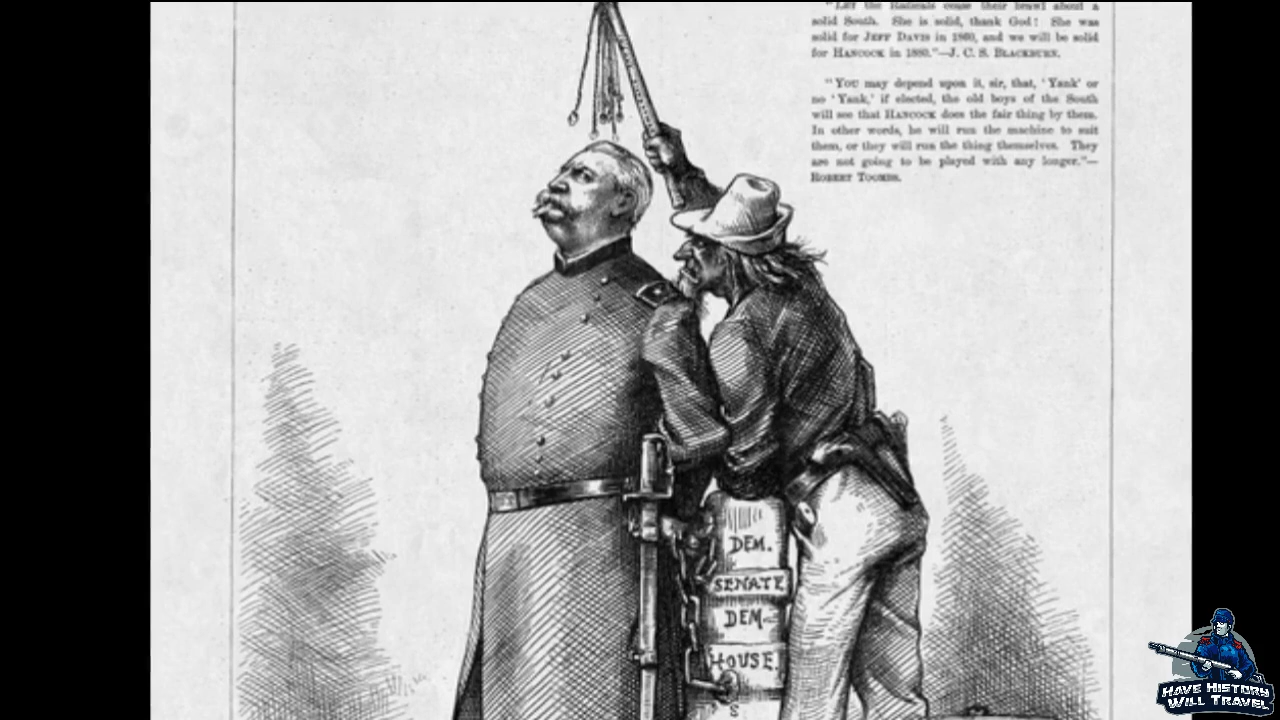 "LET the Radicals cease their brawl about a
solid South. She is solid, thank God! She was
solid for JEFF DAVIS in 1860, and we will be solid
for HANCOCK in 1880."—J. C. S. BLACKBURN.
"YOU may depend upon it, sir, that, 'Yank' or
no 'Yank,' if elected, the old boys of the South
will see that HANCOCK does the fair thing by them.
In other words, he will run the machine to suit
them, or they will run the thing themselves. They
are not going to be played with any longer."—
ROBERT TOOMBS.
DEM.
SENATE
DEM.
HOUSE.
S
HAVE HISTORY
WILL TRAVEL